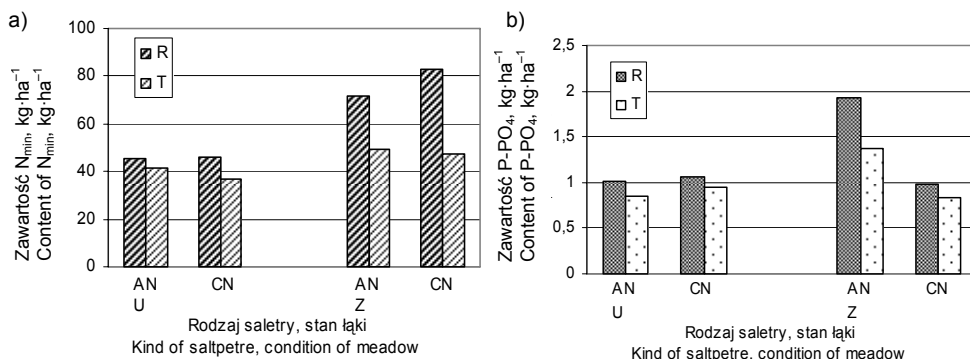 a)
Zawartość Nmin, kg·ha–1
Content of Nmin, kg·ha–1
100
80
60
40
20
0
R
T
AN CN AN CN
U Z
Rodzaj saletry, stan łąki
Kind of saltpetre, condition of meadow
b)
Zawartość P-PO4, kg·ha–1
Content of P-PO4, kg·ha–1
2,5
2
1,5
1
0,5
0
R
T
AN CN AN CN
U Z
Rodzaj saletry, stan łąki
Kind of saltpetre, condition of meadow